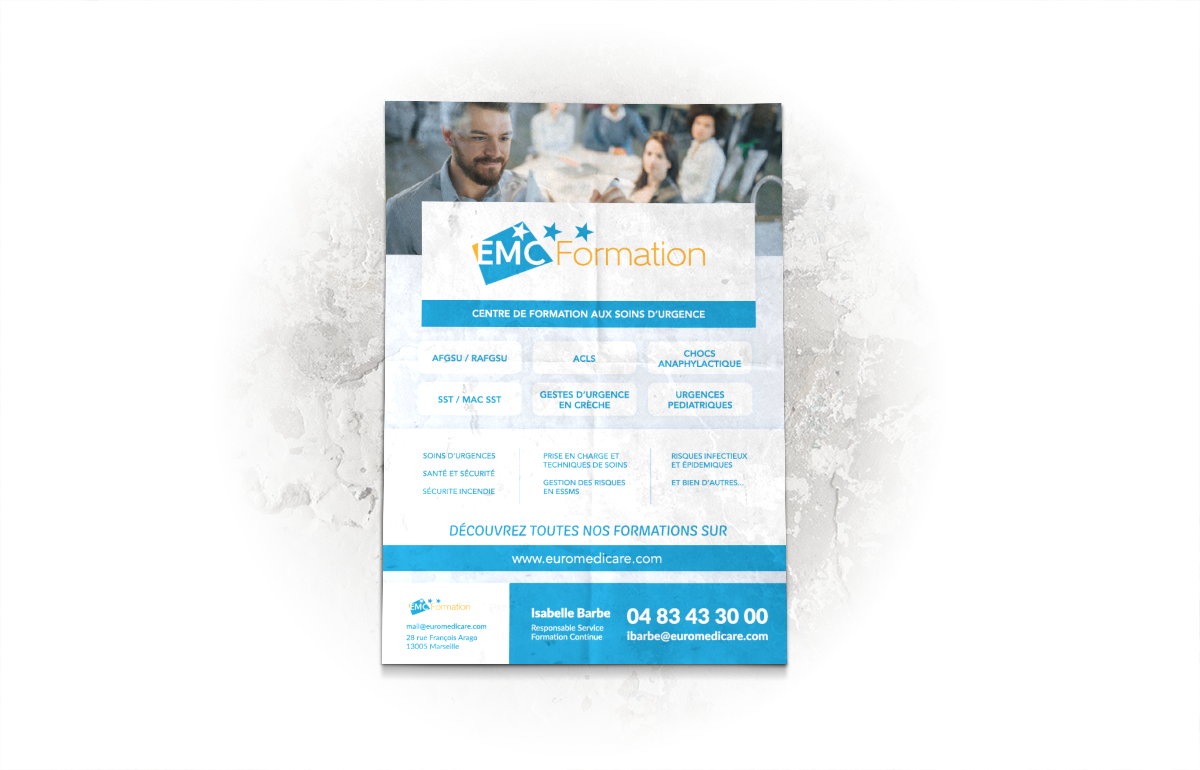 EMC Formation
CENTRE DE FORMATION AUX SOINS D'URGENCE
AFGSU / RAFGSU
ACLS
CHOCS
ANAPHYLACTIQUE
SST / MAC SST
GESTES D'URGENCE
EN CRÈCHE
URGENCES
PEDIATRIQUES
SOINS D'URGENCES
SANTÉ ET SÉCURITÉ
SÉCURITE INCENDIE
PRISE EN CHARGE ET
TECHNIQUES DE SOINS
GESTION DES RISQUES
EN ESSMS
RISQUES INFECTIEUX
ET ÉPIDEMIQUES
ET BIEN D'AUTRES...
DÉCOUVREZ TOUTES NOS FORMATIONS SUR
www.euromedicare.com
EMC Formation
mail@euromedicare.com
28 rue François Arago
13005 Marseille
Isabelle Barbe
Responsable Service
Formation Continue
04 83 43 30 00
ibarbe@euromedicare.com